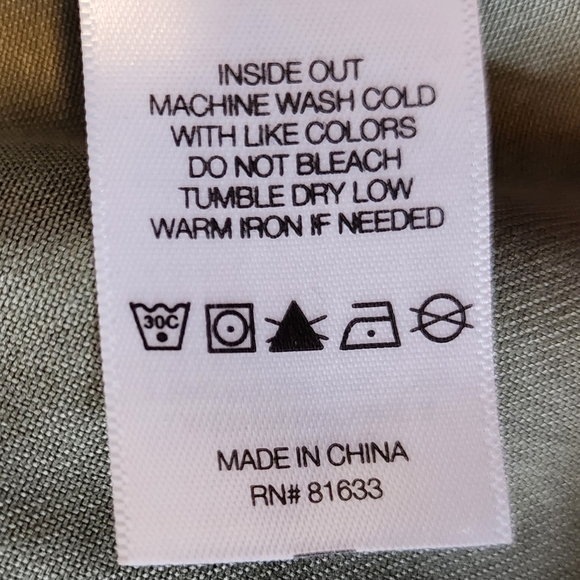 INSIDE OUT
MACHINE WASH COLD
WITH LIKE COLORS
DO NOT BLEACH
TUMBLE DRY LOW
WARM IRON IF NEEDED
30C
MADE IN CHINA
RN# 81633